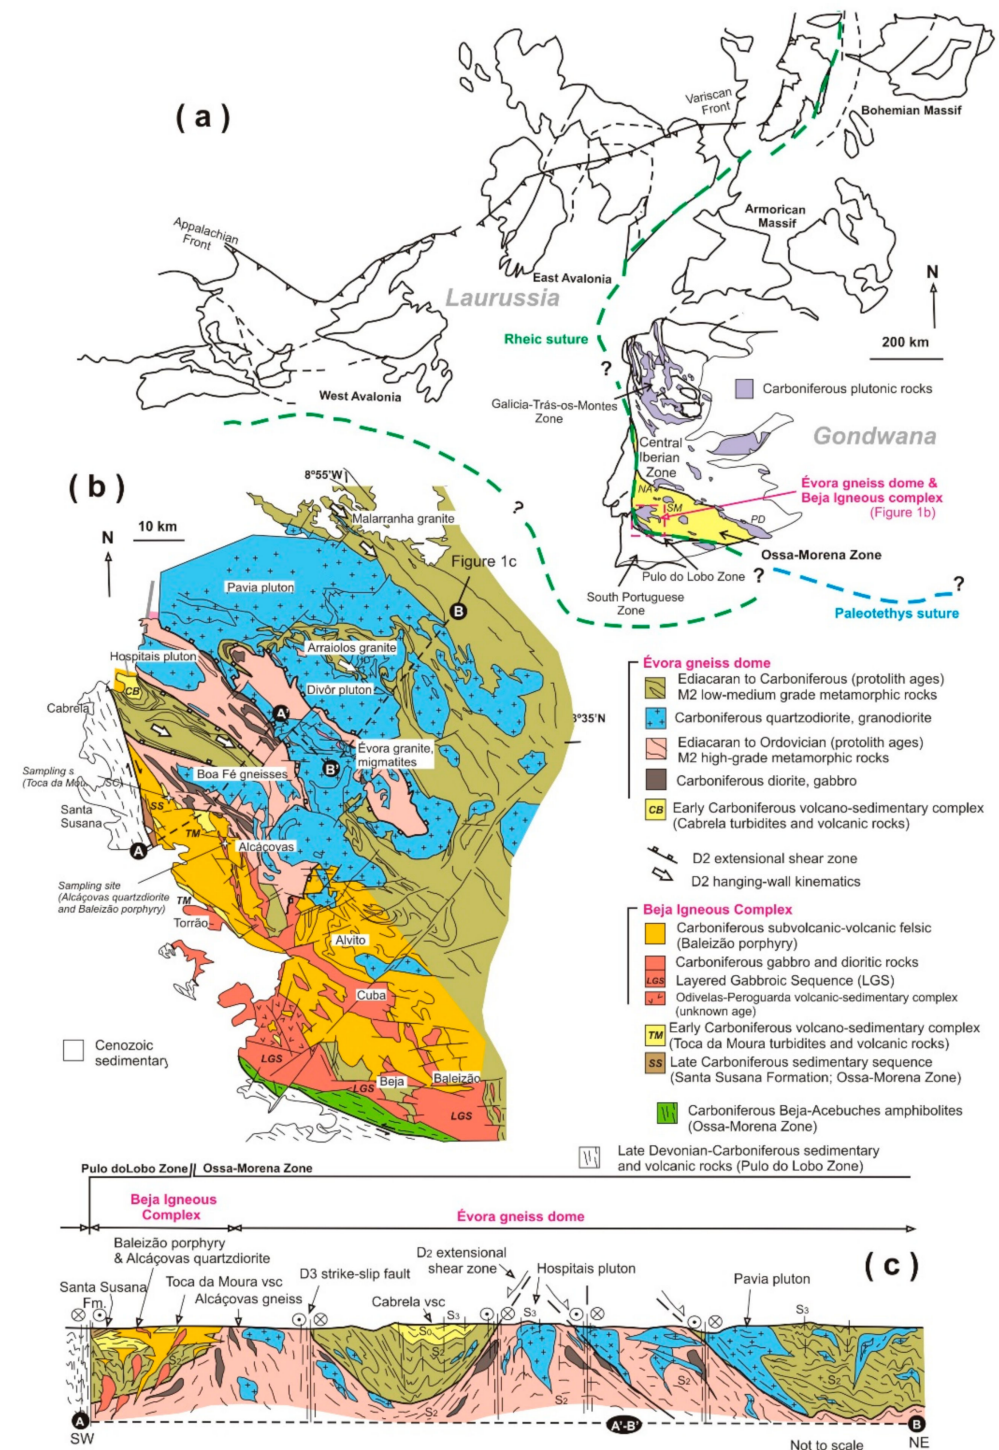 ( a )
Variscan
Front
Bohemian Massif
Armorican
Massif
Appalachian
Front
East Avalonia
Laurussia
N
Rheic suture
200 km
?
West Avalonia
Galicia-Trás-os-Montes
Zone
Carboniferous plutonic rocks
Gondwana
Central
Iberian
Zone
NA
SM
PD
Évora gneiss dome &
Beja Igneous complex
(Figure 1b)
Ossa-Morena Zone
Pulo do Lobo Zone
South Portuguese
Zone
?
?
?
Paleotethys suture
( b )
8º55'W
10 km
N
Malarranha granite
Figure 1c
Pavia pluton
B
Arraiolos granite
Hospitais pluton
Divôr pluton
CB
Cabrela
A'
8º35'N
Évora granite,
migmatites
Boa Fé gneisses
B'
Sampling s
(Toca da Mou
SC)
Santa
Susana
SS
TM
A
Alcáçovas
Sampling site
(Alcáçovas quartzdiorite
and Baleizão porphyry)
TM
Torrão
Alvito
Cuba
LGS
LGS
Beja
Baleizão
LGS
Cenozoic
sedimentary
Évora gneiss dome
Ediacaran to Carboniferous (protolith ages)
M2 low-medium grade metamorphic rocks
Carboniferous quartzodiorite, granodiorite
Ediacaran to Ordovician (protolith ages)
M2 high-grade metamorphic rocks
Carboniferous diorite, gabbro
CB Early Carboniferous volcano-sedimentary complex
(Cabrela turbidites and volcanic rocks)
D2 extensional shear zone
D2 hanging-wall kinematics
Beja Igneous Complex
Carboniferous subvolcanic-volcanic felsic
(Baleizão porphyry)
Carboniferous gabbro and dioritic rocks
LGS Layered Gabbroic Sequence (LGS)
Odivelas-Peroguarda volcanic-sedimentary complex
(unknown age)
TM Early Carboniferous volcano-sedimentary complex
(Toca da Moura turbidites and volcanic rocks)
SS Late Carboniferous sedimentary sequence
(Santa Susana Formation; Ossa-Morena Zone)
Carboniferous Beja-Acebuches amphibolites
(Ossa-Morena Zone)
Late Devonian-Carboniferous sedimentary
and volcanic rocks (Pulo do Lobo Zone)
Pulo doLobo Zone Ossa-Morena Zone
Beja Igneous
Complex
Évora gneiss dome
( c )
Baleizão porphyry
& Alcáçovas quartzdiorite
Santa Susana
Fm.
Toca da Moura vsc
Alcáçovas gneiss
D3 strike-slip fault
Cabrela vsc
D2 extensional
shear zone
Hospitais pluton
Pavia pluton
S3
S3
S3
S0
S2
S2
S2
S2
S2
S2
S2
A
SW
A'-B'
B
NE
Not to scale